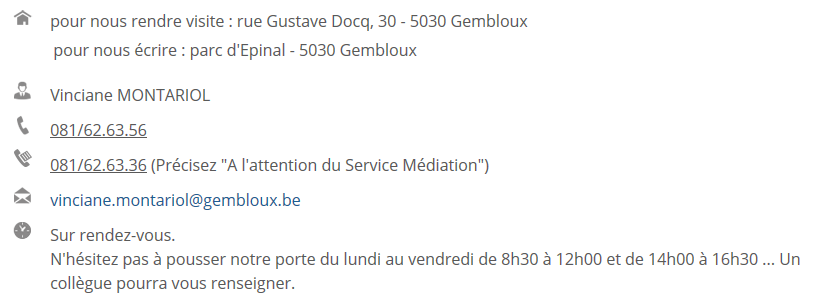 pour nous rendre visite : rue Gustave Docq, 30 - 5030 Gembloux
pour nous écrire : parc d'Epinal - 5030 Gembloux
Vinciane MONTARIOL
081/62.63.56
081/62.63.36 (Précisez "A l'attention du Service Médiation")
vinciane.montariol@gembloux.be
Sur rendez-vous.
N'hésitez pas à pousser notre porte du lundi au vendredi de 8h30 à 12h00 et de 14h00 à 16h30 ... Un
collègue pourra vous renseigner.